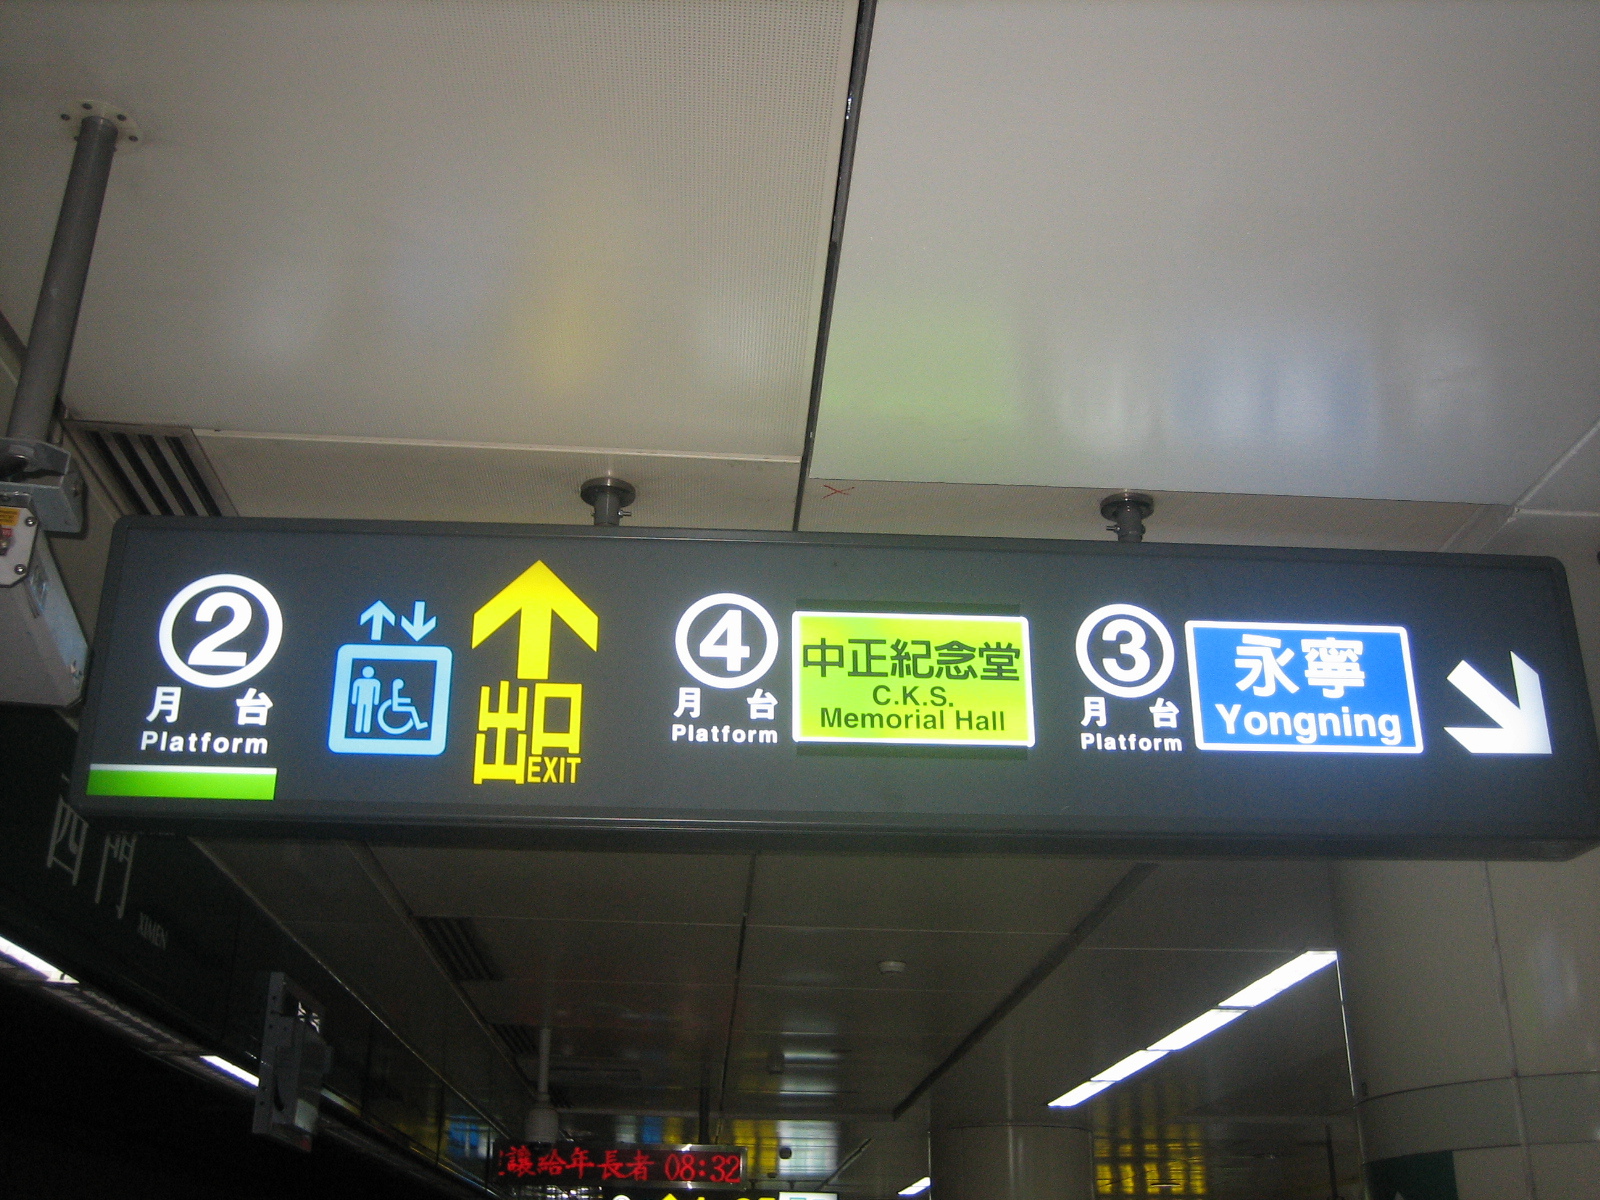 2
月台
Platform
出口
EXIT
4
月台
Platform
中正紀念堂
C.K.S.
Memorial Hall
3
月台
Platform
永寧
Yongning
西門
XIMEN
讓給年長者 08:32